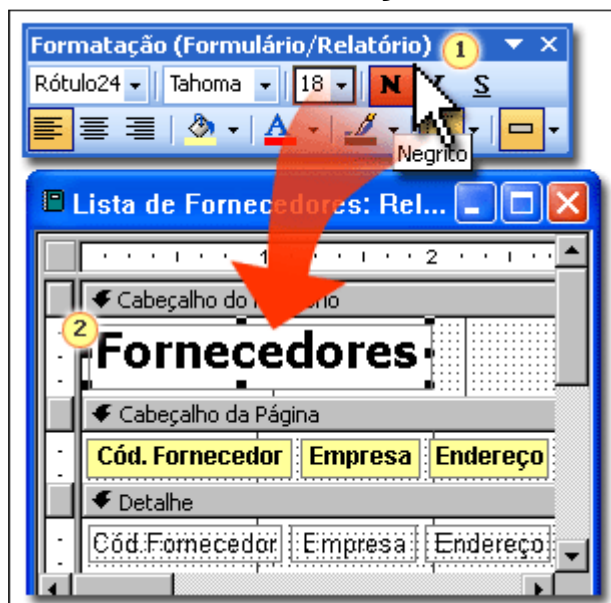 Formatação (Formulário/Relatório) 1
Rótulo24 Tahoma 18 N S
A
Negrito
Lista de Fornecedores: Rel...
1 2
Cabeçalho do
2
Fornecedores
Cabeçalho da Página
Cód. Fornecedor Empresa Endereço
Detalhe
Cód.Fornecedor Empresa Endereço